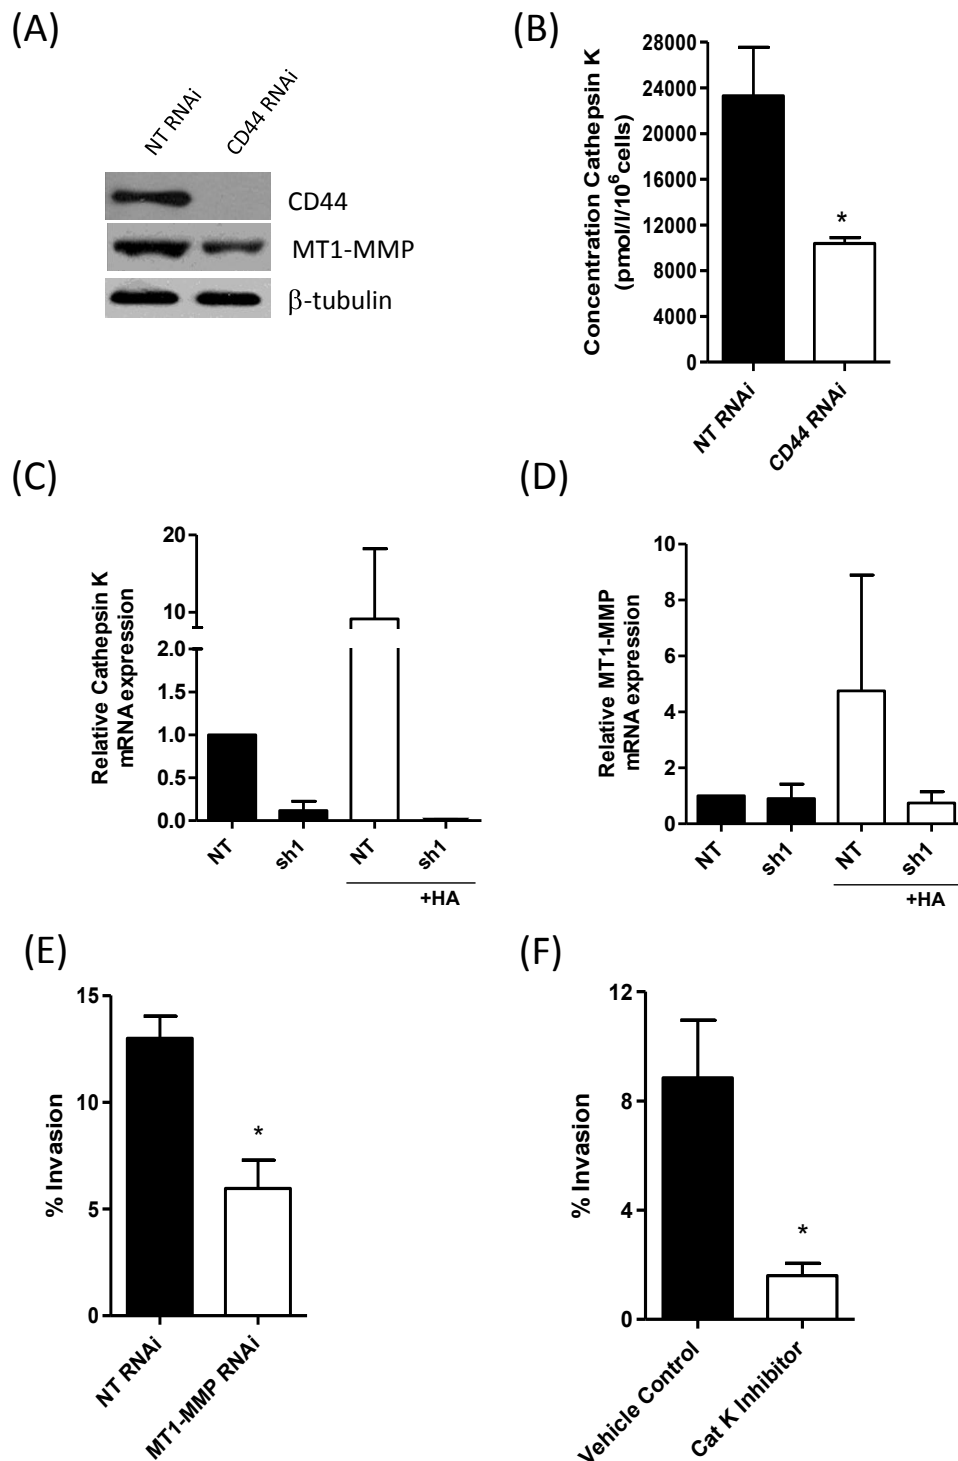 (A)
NT RNAi
CD44 RNAi
CD44
MT1-MMP
β-tubulin
(B)
Concentration Cathepsin K
(pmol/l/10⁶cells)
28000
24000
20000
16000
12000
8000
4000
0
*
NT RNAi
CD44 RNAi
(C)
Relative Cathepsin K
mRNA expression
20
10
2.0
1.5
1.0
0.5
0.0
NT
sh1
NT
sh1
+HA
(D)
Relative MT1-MMP
mRNA expression
10
8
6
4
2
0
NT
sh1
NT
sh1
+HA
(E)
% Invasion
15
10
5
0
*
NT RNAi
MT1-MMP RNAi
(F)
% Invasion
12
8
4
0
*
Vehicle Control
Cat K Inhibitor